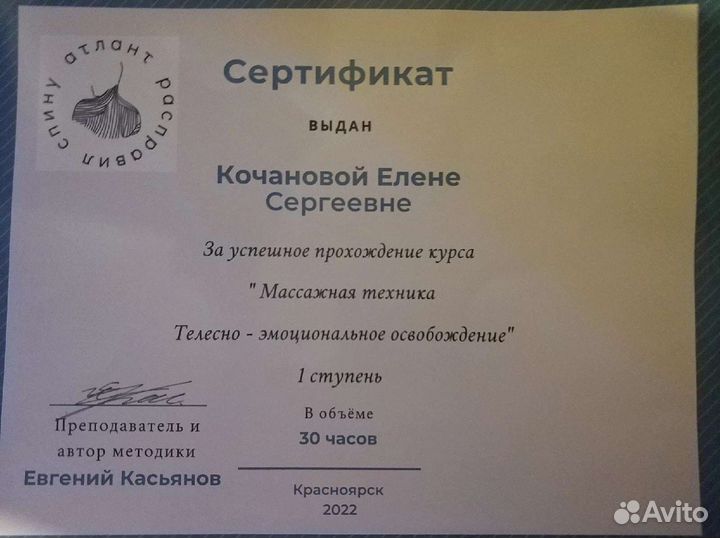 атлант расправил спину
Сертификат
ВЫДАН
Кочановой Елене
Сергеевне
За успешное прохождение курса
" Массажная техника
Телесно - эмоциональное освобождение"
1 ступень
В объёме
30 часов
Преподаватель и
автор методики
Евгений Касьянов
Красноярск
2022
Avito